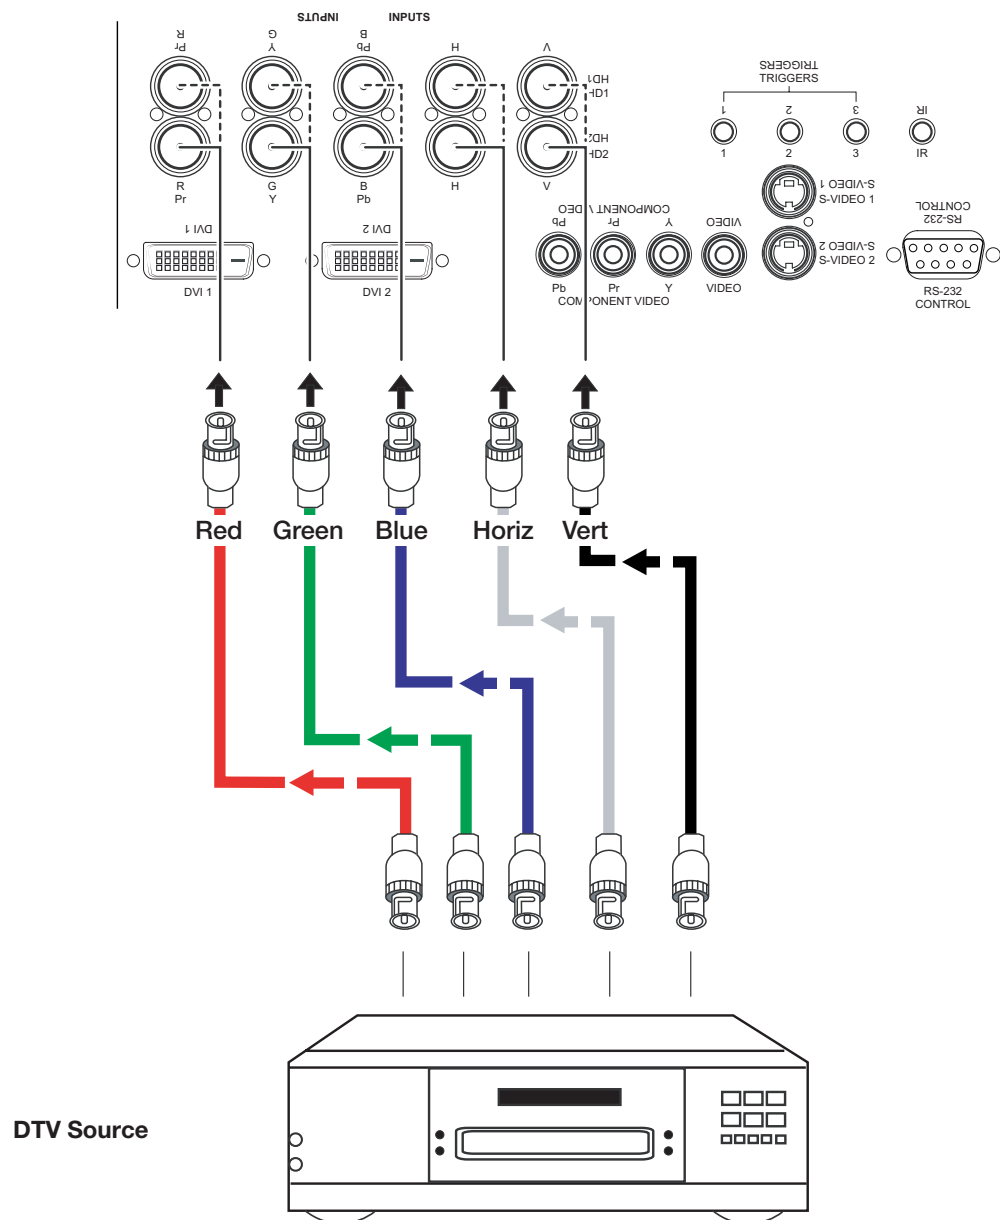 INPUTS INPUTS
R G B
Pr Y Pb H V
HD1
HD1
HD2
HD2
R G B H V
Pr Y Pb
TRIGGERS
TRIGGERS
1 2 3 IR
1 2 3 IR
S-VIDEO 1
S-VIDEO 1
S-VIDEO 2
S-VIDEO 2
RS-232
CONTROL
RS-232
CONTROL
DVI 1 DVI 2
DVI 1 DVI 2
COMPONENT VIDEO
Pb Pr Y VIDEO
Pb Pr Y VIDEO
COMPONENT VIDEO
Red Green Blue Horiz Vert
DTV Source